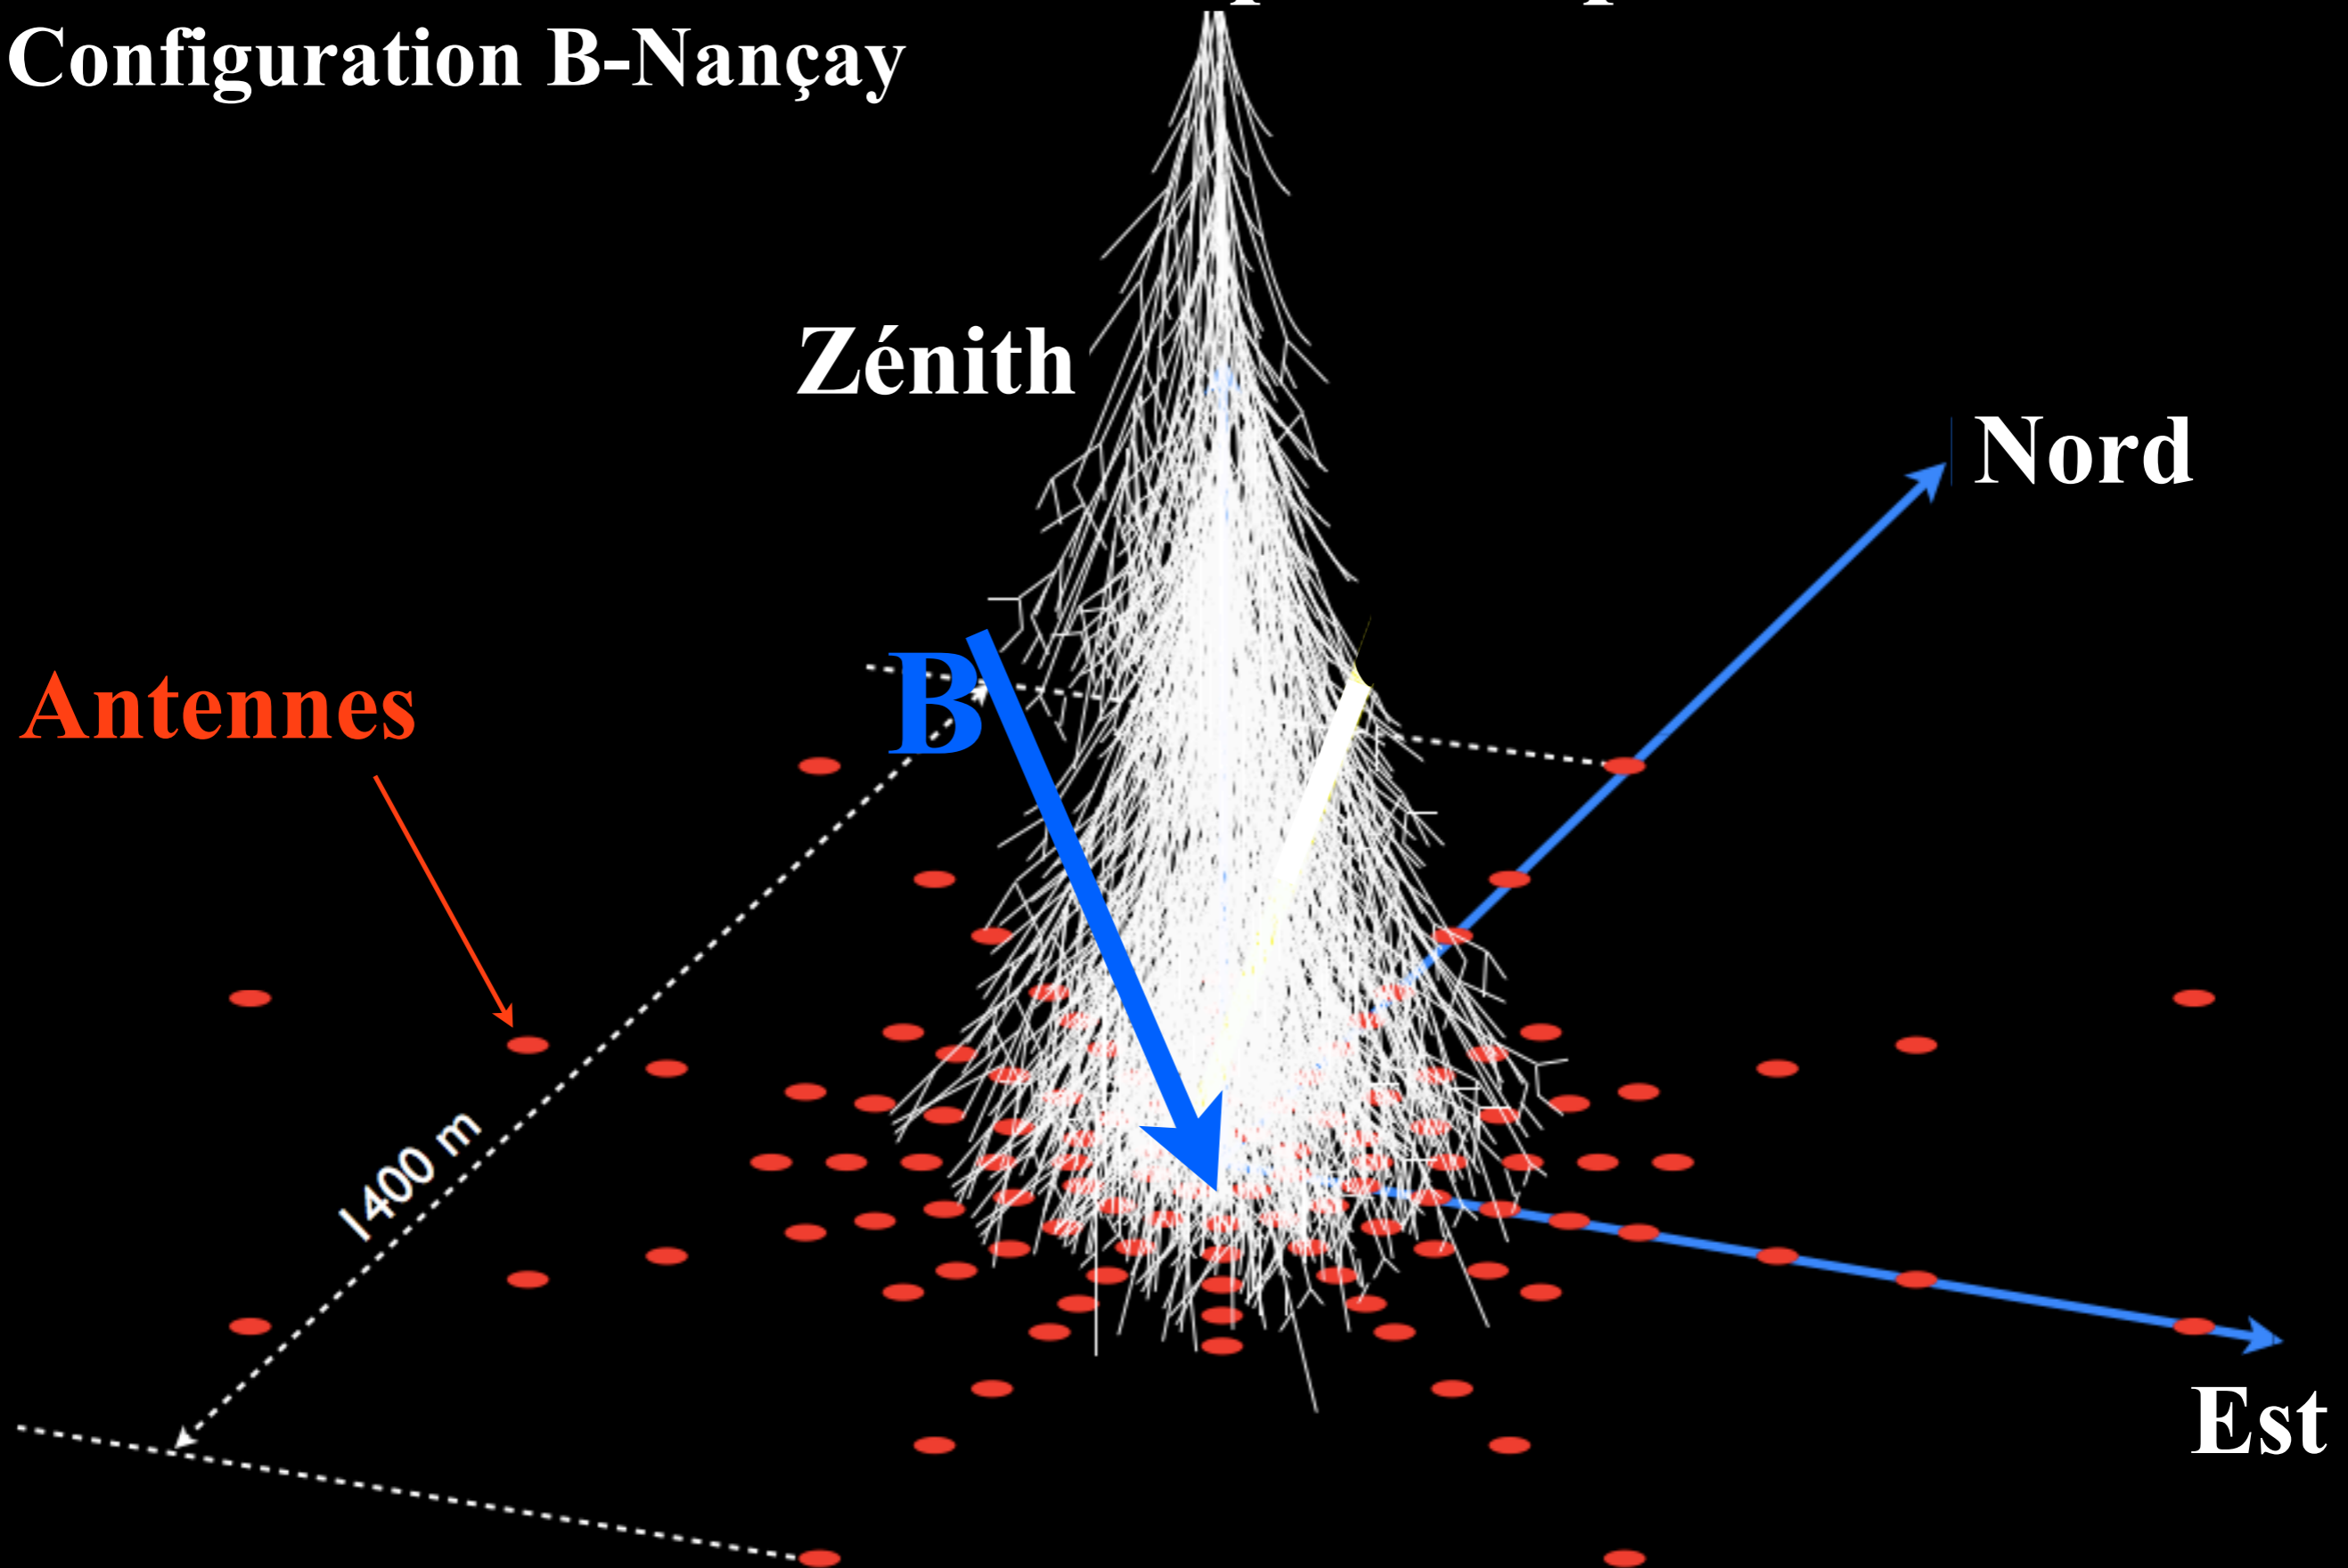 Configuration B-Nançay
Zénith
Nord
B
Antennes
1400 m
Est